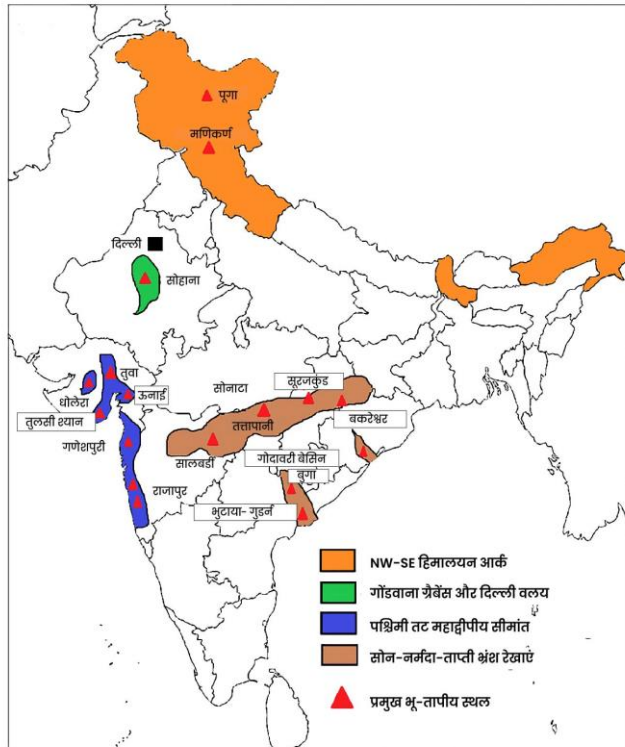 पूगा
मणिकर्ण
दिल्ली
सोहाना
तुवा
धोलेरा
ऊनाई
तुलसी श्यान
गणेशपुरी
राजापुर
सोनाटा
सूरजकुंड
तत्तापानी
बकरेश्वर
सालबर्डी
गोदावरी बेसिन
बुगा
भुटाया- गुडर्न
NW-SE हिमालयन आर्क
गोंडवाना ग्रैबेंस और दिल्ली वलय
पश्चिमी तट महाद्वीपीय सीमांत
सोन-नर्मदा-ताप्ती भ्रंश रेखाएं
प्रमुख भू-तापीय स्थल